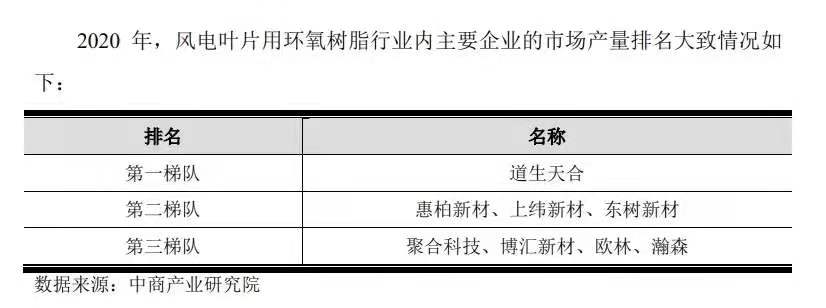 2020 年，风电叶片用环氧树脂行业内主要企业的市场产量排名大致情况如
下：
排名 名称
第一梯队 道生天合
第二梯队 惠柏新材、上纬新材、东树新材
第三梯队 聚合科技、博汇新材、欧林、瀚森
数据来源：中商产业研究院